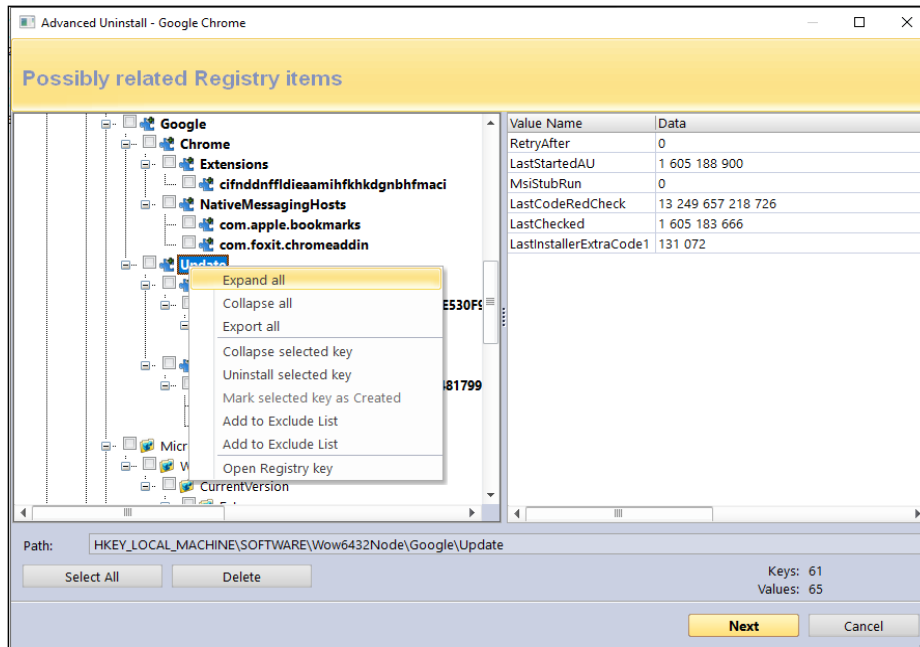 Advanced Uninstall - Google Chrome
Possibly related Registry items
Google
Chrome
Extensions
cifnddnffldieaamihfkhkdgnbhfmaci
NativeMessagingHosts
com.apple.bookmarks
com.foxit.chromeaddin
Update
E530F9
81799
Micr
W
CurrentVersion
Expand all
Collapse all
Export all
Collapse selected key
Uninstall selected key
Mark selected key as Created
Add to Exclude List
Add to Exclude List
Open Registry key
Value Name Data
RetryAfter 0
LastStartedAU 1 605 188 900
MsiStubRun 0
LastCodeRedCheck 13 249 657 218 726
LastChecked 1 605 183 666
LastInstallerExtraCode1 131 072
Path: HKEY_LOCAL_MACHINE\SOFTWARE\Wow6432Node\Google\Update
Select All Delete
Keys: 61
Values: 65
Next Cancel